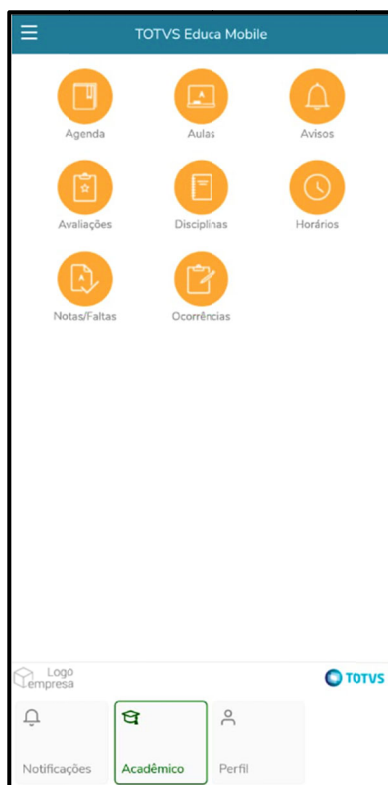 TOTVS Educa Mobile
Agenda
Aulas
Avisos
Avaliações
Disciplinas
Horários
Notas/Faltas
Ocorrências
Logo
empresa
TOTVS
Notificações
Acadêmico
Perfil